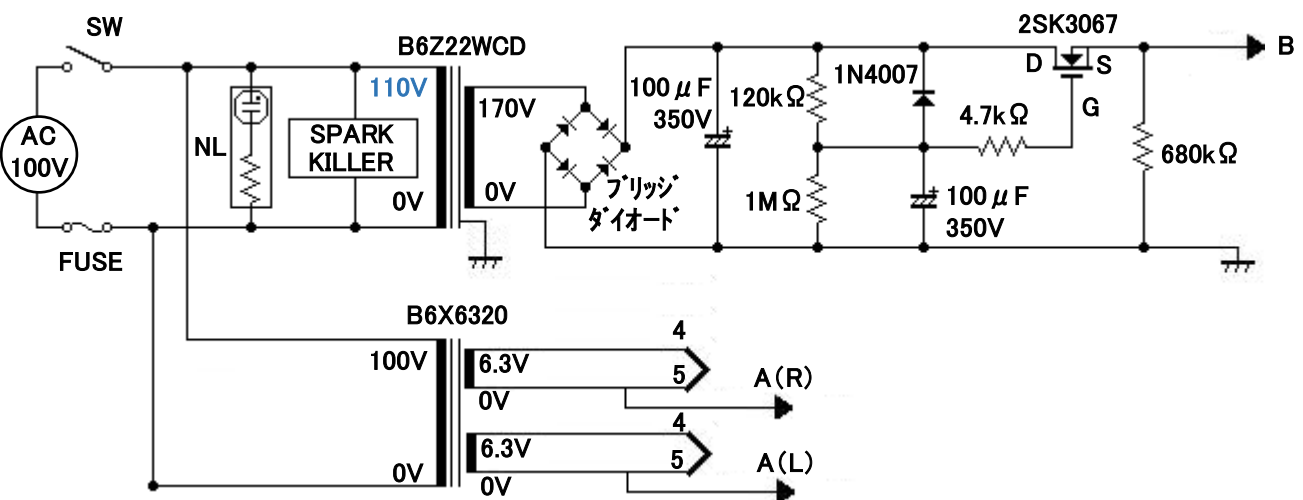 SW
B6Z22WCD
2SK3067
B
110V
170V
100μF
350V
120kΩ
1N4007
D
S
G
4.7kΩ
AC
100V
NL
SPARK
KILLER
680kΩ
0V
0V
ブリッジ
ダイオード
1MΩ
100μF
350V
FUSE
B6X6320
4
100V
6.3V
5
A(R)
0V
4
6.3V
5
A(L)
0V
0V